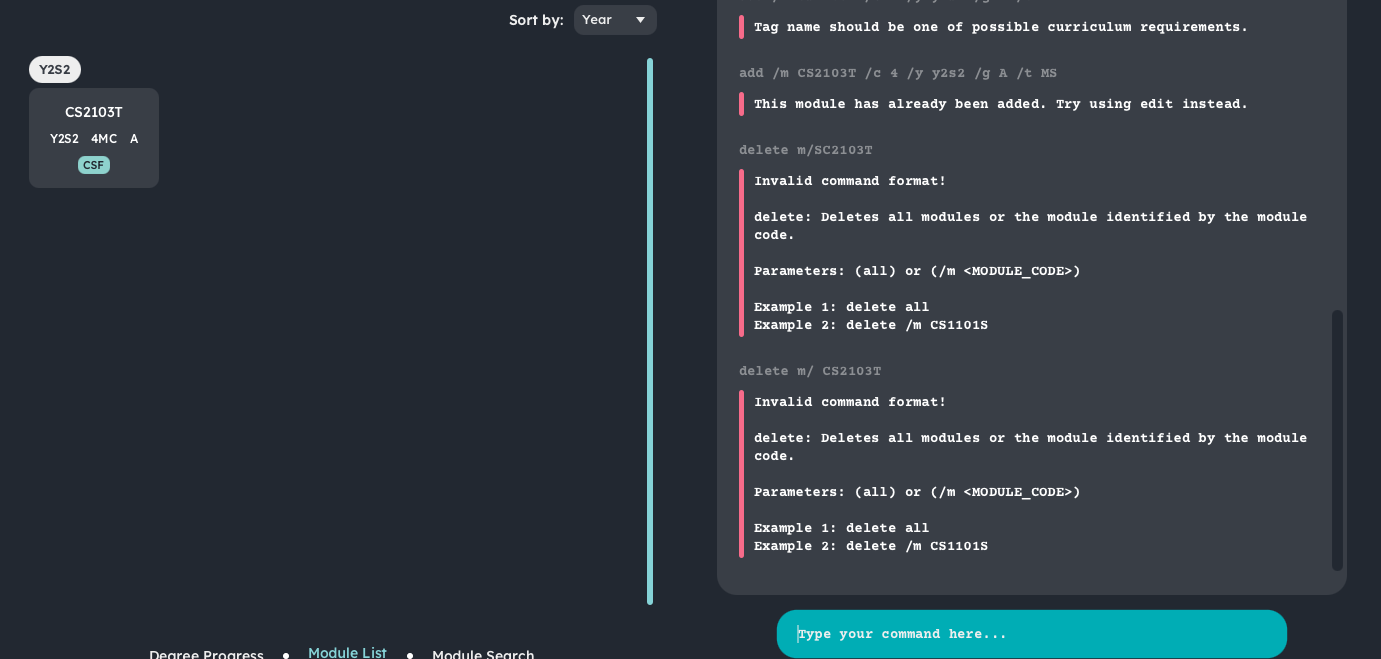 Sort by: Year
Y2S2
CS2103T
Y2S2 4MC A
CSF
Degree Progress • Module List • Module Search
Tag name should be one of possible curriculum requirements.
add /m CS2103T /c 4 /y y2s2 /g A /t MS
This module has already been added. Try using edit instead.
delete m/SC2103T
Invalid command format!
delete: Deletes all modules or the module identified by the module
code.
Parameters: (all) or (/m <MODULE_CODE>)
Example 1: delete all
Example 2: delete /m CS1101S
delete m/ CS2103T
Invalid command format!
delete: Deletes all modules or the module identified by the module
code.
Parameters: (all) or (/m <MODULE_CODE>)
Example 1: delete all
Example 2: delete /m CS1101S
Type your command here...